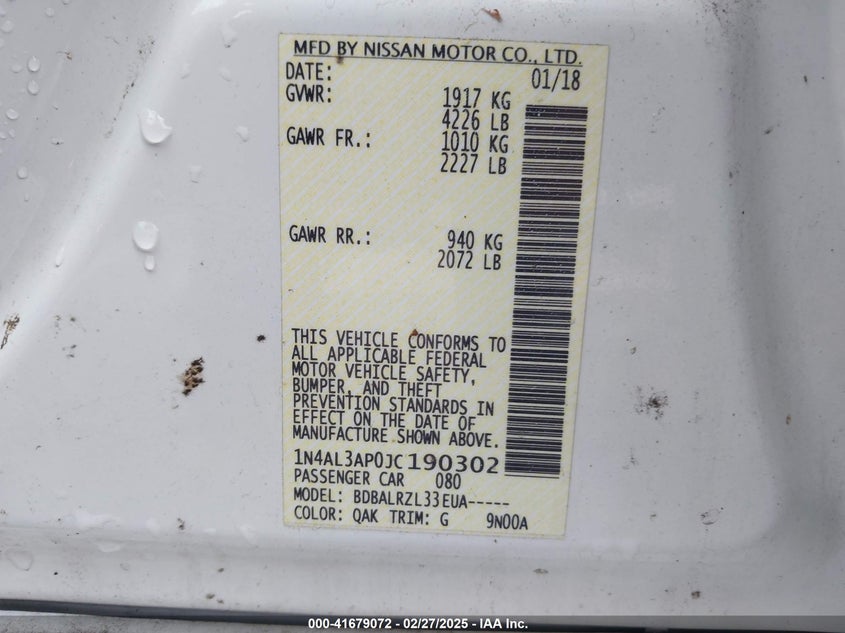 MFD BY NISSAN MOTOR CO., LTD.
DATE: 01/18
GVWR: 1917 KG
4226 LB
GAWR FR.: 1010 KG
2227 LB
GAWR RR.: 940 KG
2072 LB
THIS VEHICLE CONFORMS TO
ALL APPLICABLE FEDERAL
MOTOR VEHICLE SAFETY,
BUMPER, AND THEFT
PREVENTION STANDARDS IN
EFFECT ON THE DATE OF
MANUFACTURE SHOWN ABOVE.
1N4AL3AP0JC190302
PASSENGER CAR 080
MODEL: BDBALRZL33EUA-----
COLOR: QAK TRIM: G 9N00A
000-41679072 - 02/27/2025 - IAA Inc.